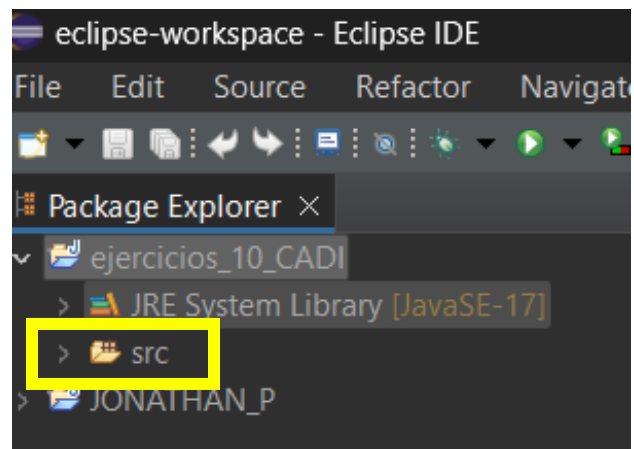 eclipse-workspace - Eclipse IDE
File Edit Source Refactor Navigat
Package Explorer
ejercicios_10_CADI
JRE System Library [JavaSE-17]
src
JONATHAN_P